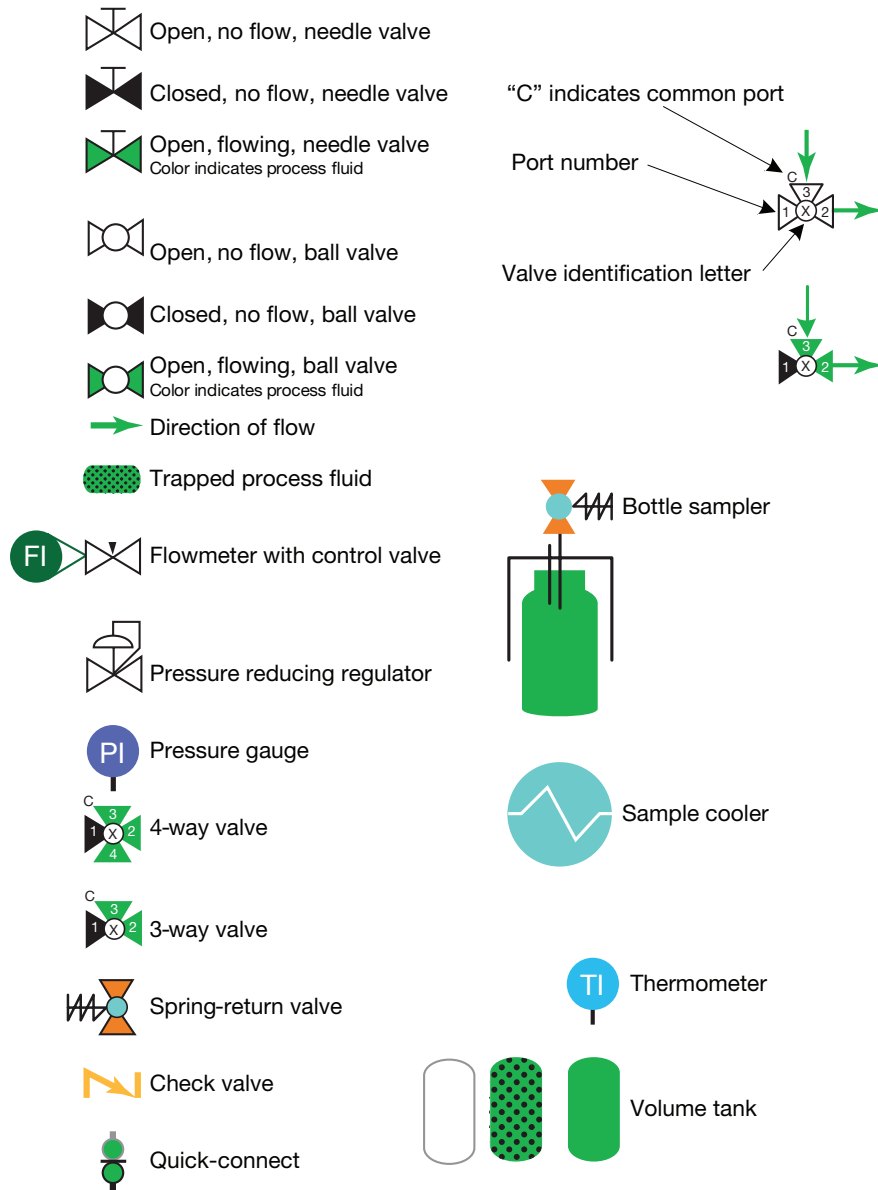 Open, no flow, needle valve
Closed, no flow, needle valve
Open, flowing, needle valve
Color indicates process fluid
Open, no flow, ball valve
Closed, no flow, ball valve
Open, flowing, ball valve
Color indicates process fluid
Direction of flow
Trapped process fluid
FI
Flowmeter with control valve
Pressure reducing regulator
PI
Pressure gauge
C
3
1 X 2
4
4-way valve
C
3
1 X 2
3-way valve
Spring-return valve
Check valve
Quick-connect
“C” indicates common port
Port number
C
3
1 X 2
Valve identification letter
C
3
1 X 2
Bottle sampler
Sample cooler
TI
Thermometer
Volume tank